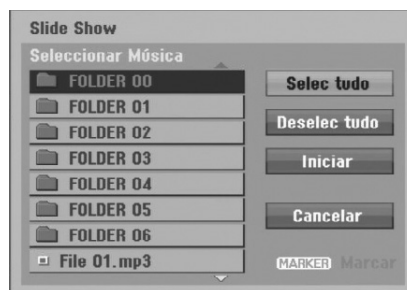 Slide Show
Seleccionar Música
FOLDER 00
FOLDER 01
FOLDER 02
FOLDER 03
FOLDER 04
FOLDER 05
FOLDER 06
File 01.mp3
Selec tudo
Deselec tudo
Iniciar
Cancelar
MARKER Marcar